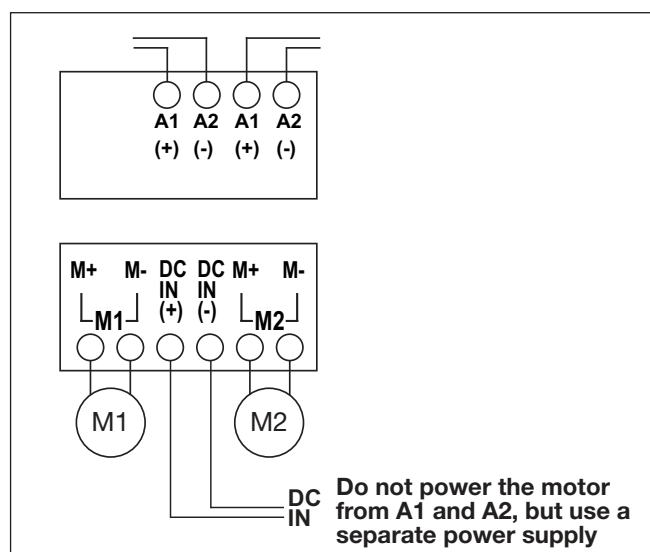 A1 A2 A1 A2
(+) (-) (+) (-)
M+ M- DC DC M+ M-
IN IN
(+) (-)
M1 M2
M1 M2
DC
IN
Do not power the motor
from A1 and A2, but use a
separate power supply